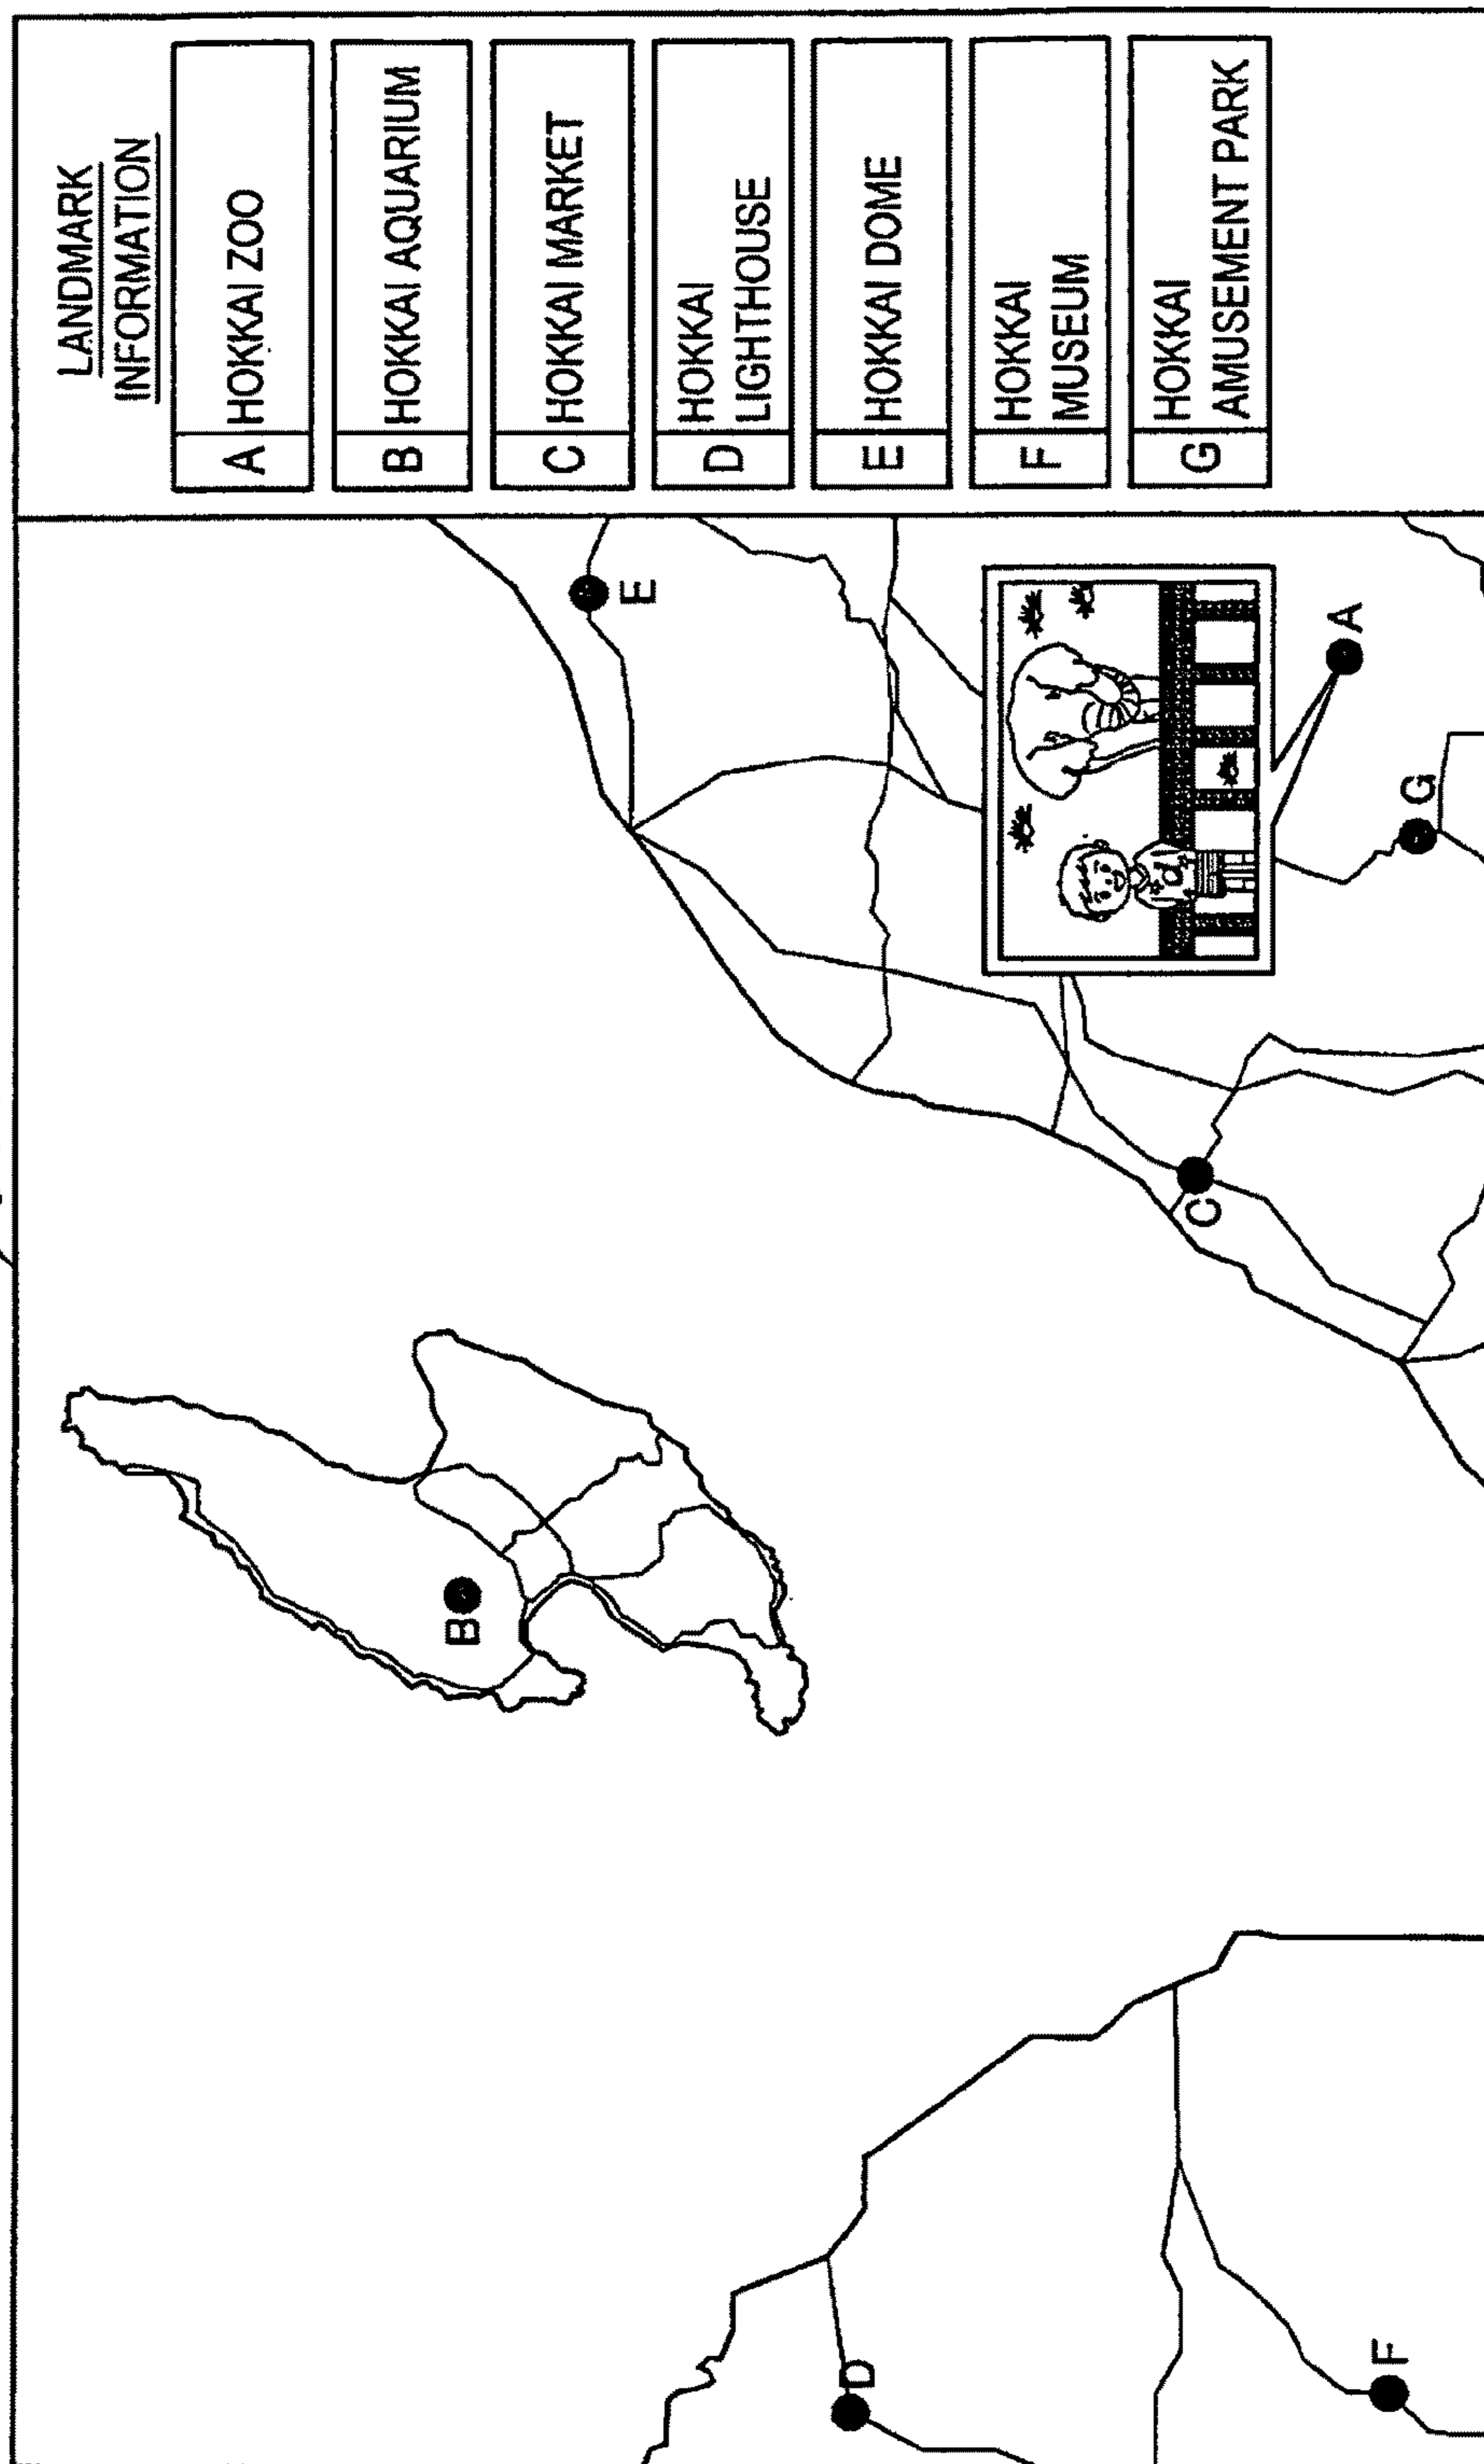 LANDMARK
INFORMATION
A HOKKAI ZOO
B HOKKAI AQUARIUM
C HOKKAI MARKET
D HOKKAI
LIGHTHOUSE
E HOKKAI DOME
F HOKKAI
MUSEUM
G HOKKAI
AMUSEMENT PARK
B
E
D
C
A
G
F
d